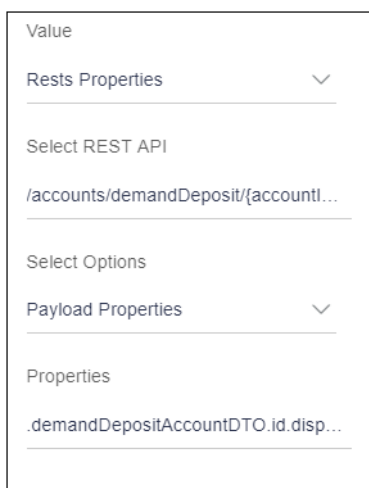 Value
Rests Properties
Select REST API
/accounts/demandDeposit/{accountI...
Select Options
Payload Properties
Properties
.demandDepositAccountDTO.id.disp...